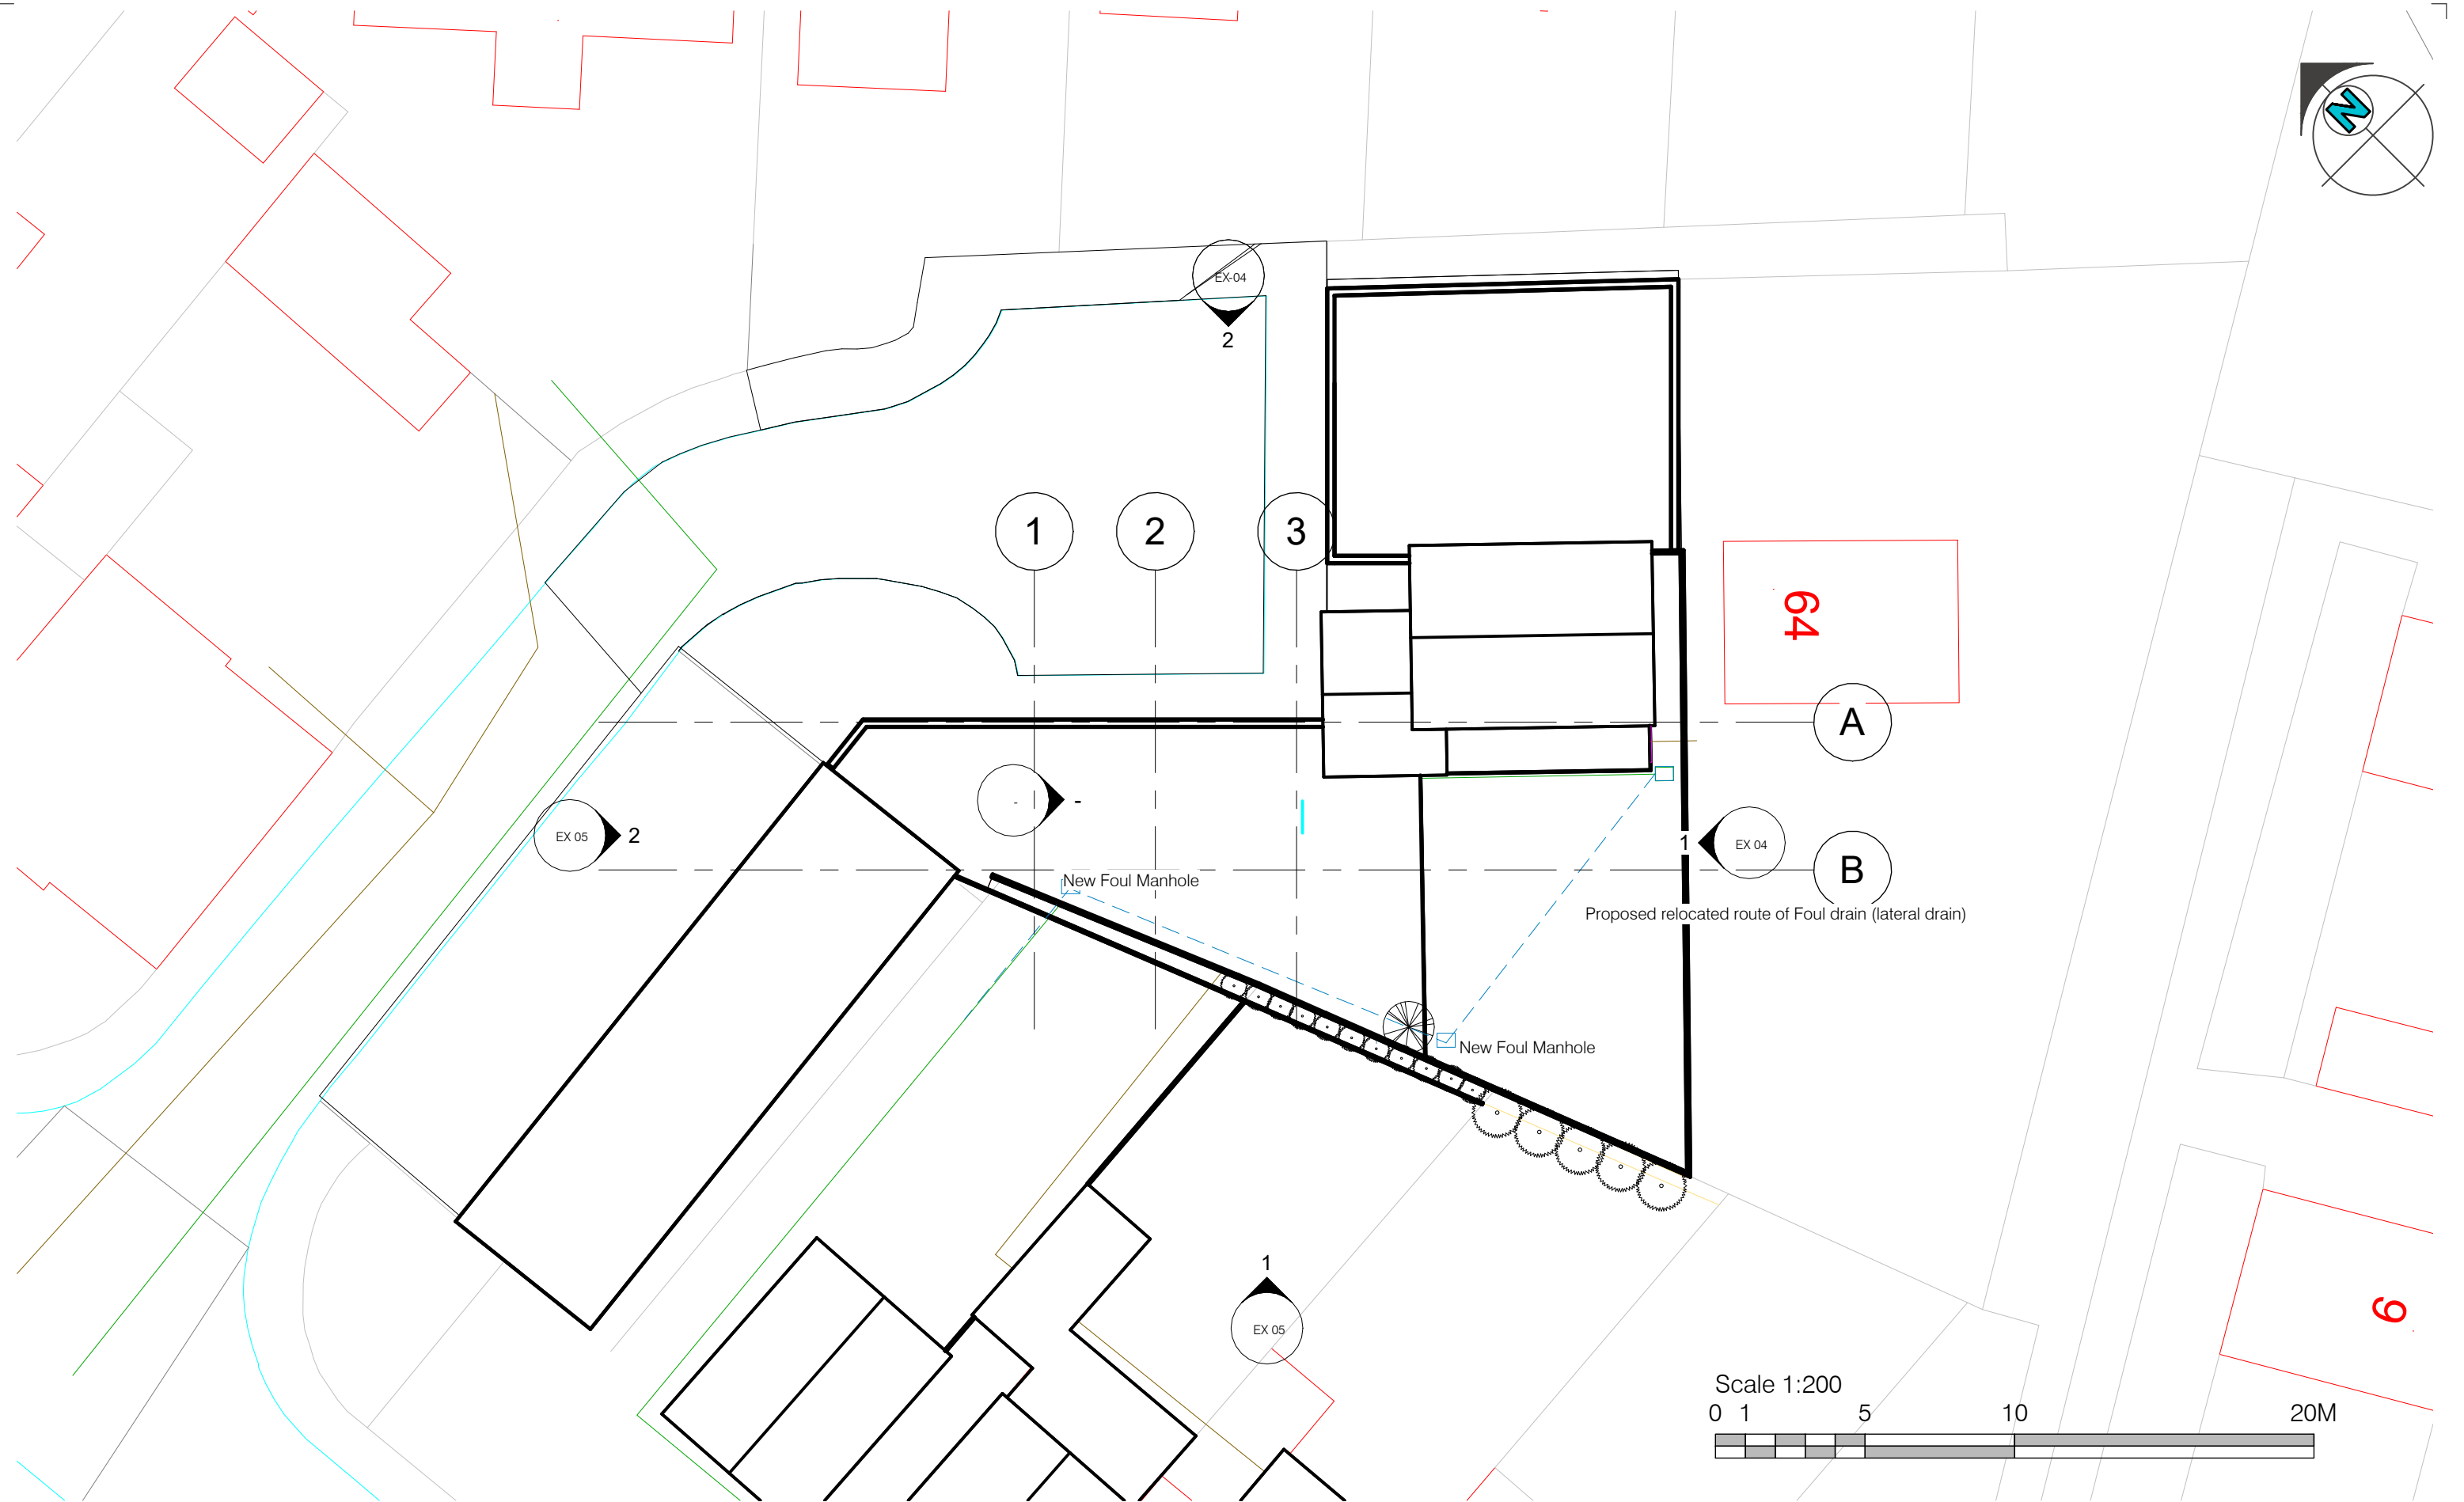 N
EX-04
2
1
2
3
64
A
EX 05
2
-
-
1
EX 04
B
New Foul Manhole
Proposed relocated route of Foul drain (lateral drain)
New Foul Manhole
1
EX 05
9
Scale 1:200
0 1 5 10 20M